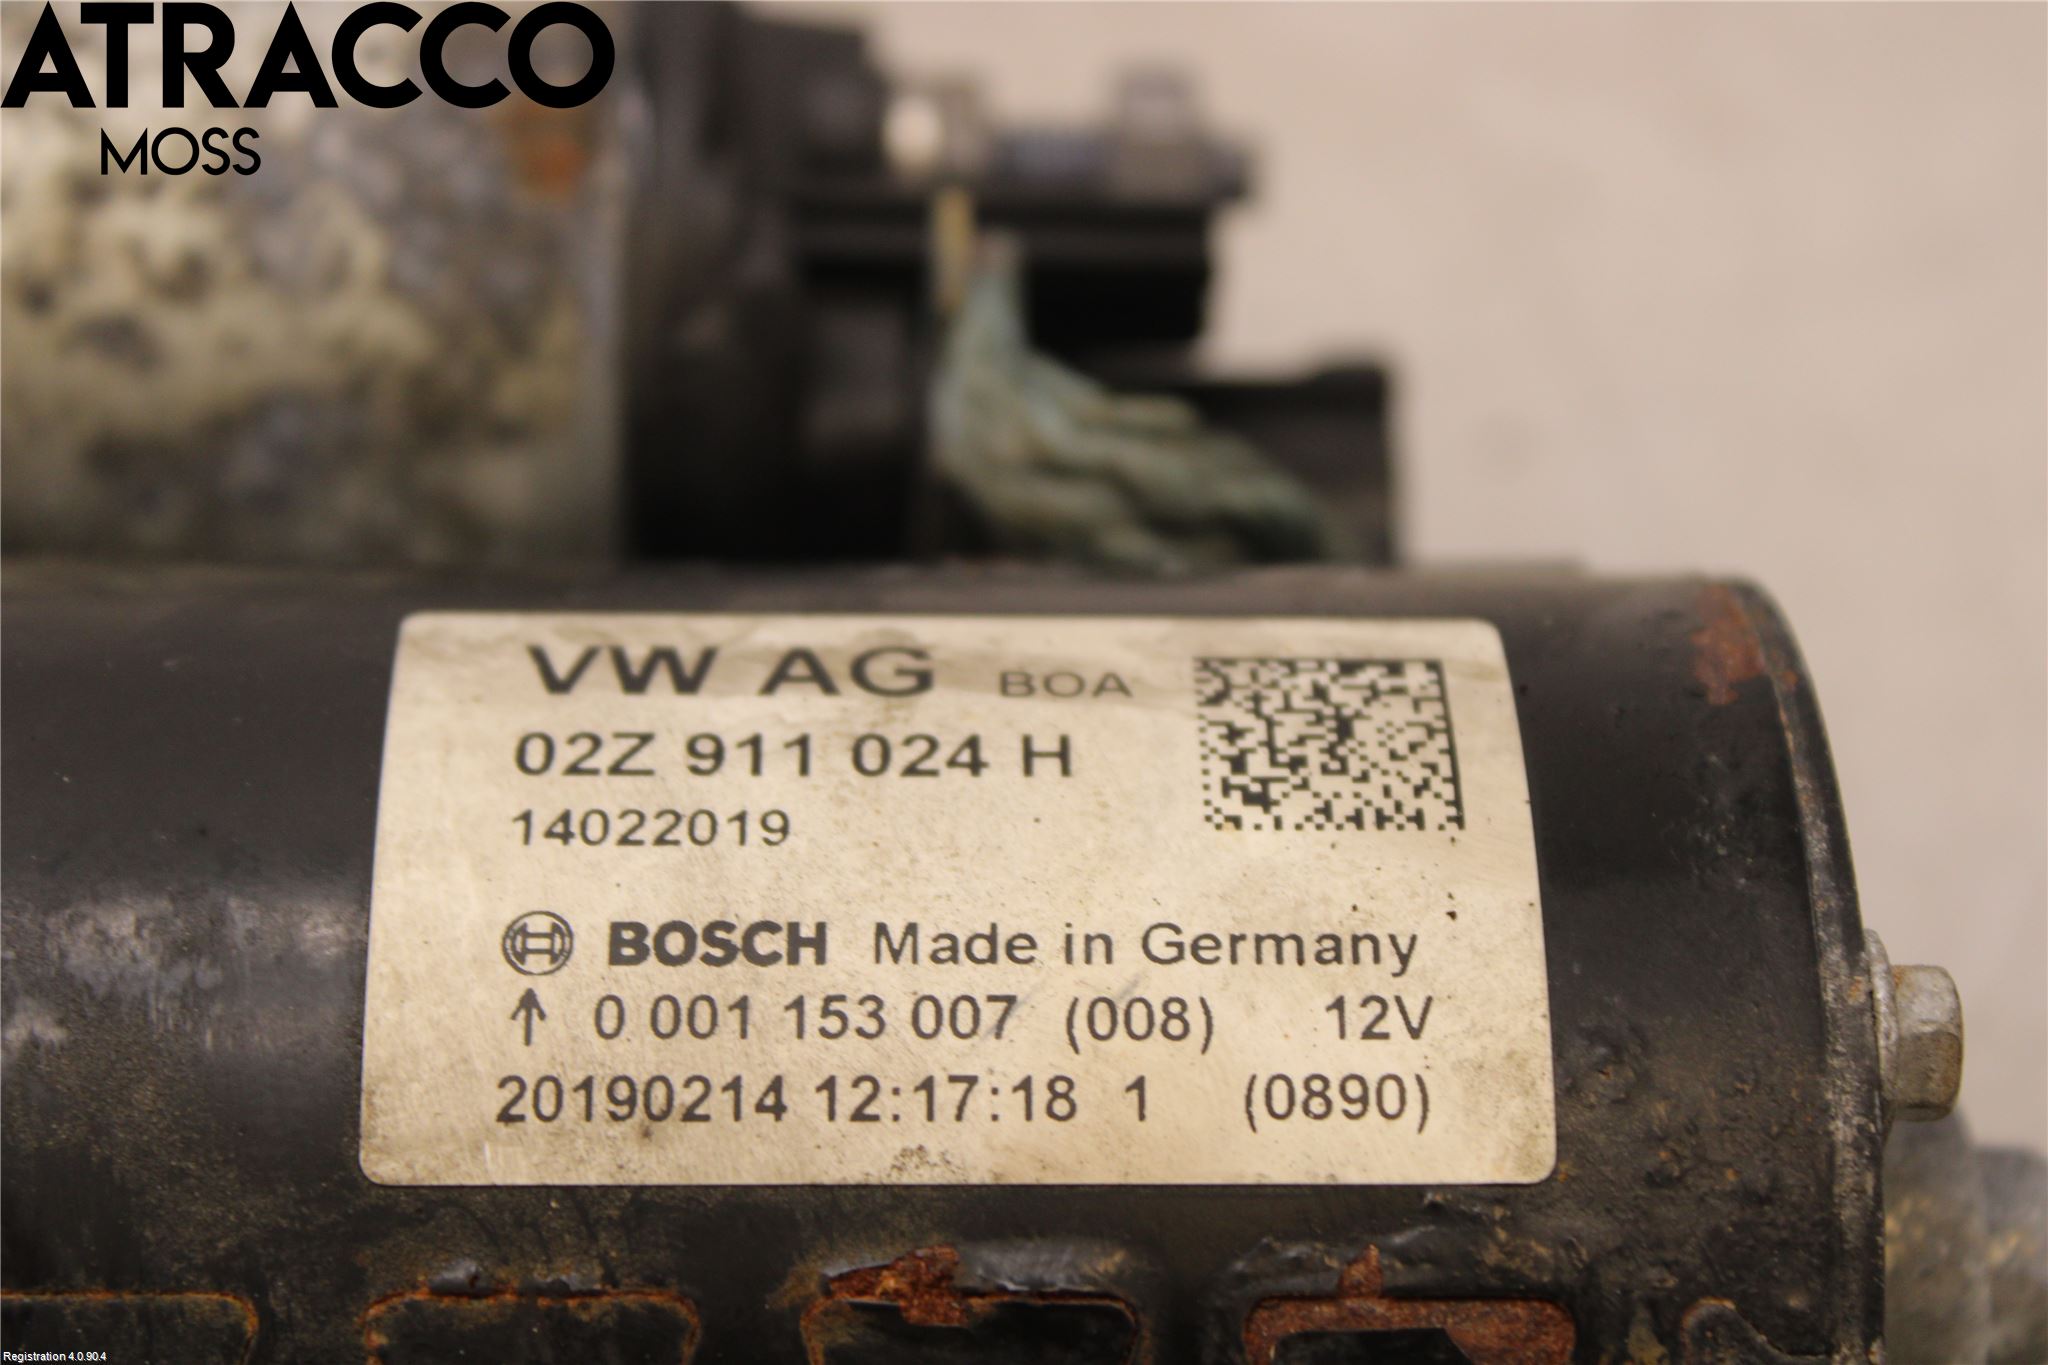 ATRACCO
MOSS
VW AG BOA
02Z 911 024 H
14022019
BOSCH Made in Germany
↑ 0 001 153 007 (008) 12V
20190214 12:17:18 1 (0890)
Registration 4.0.90.4